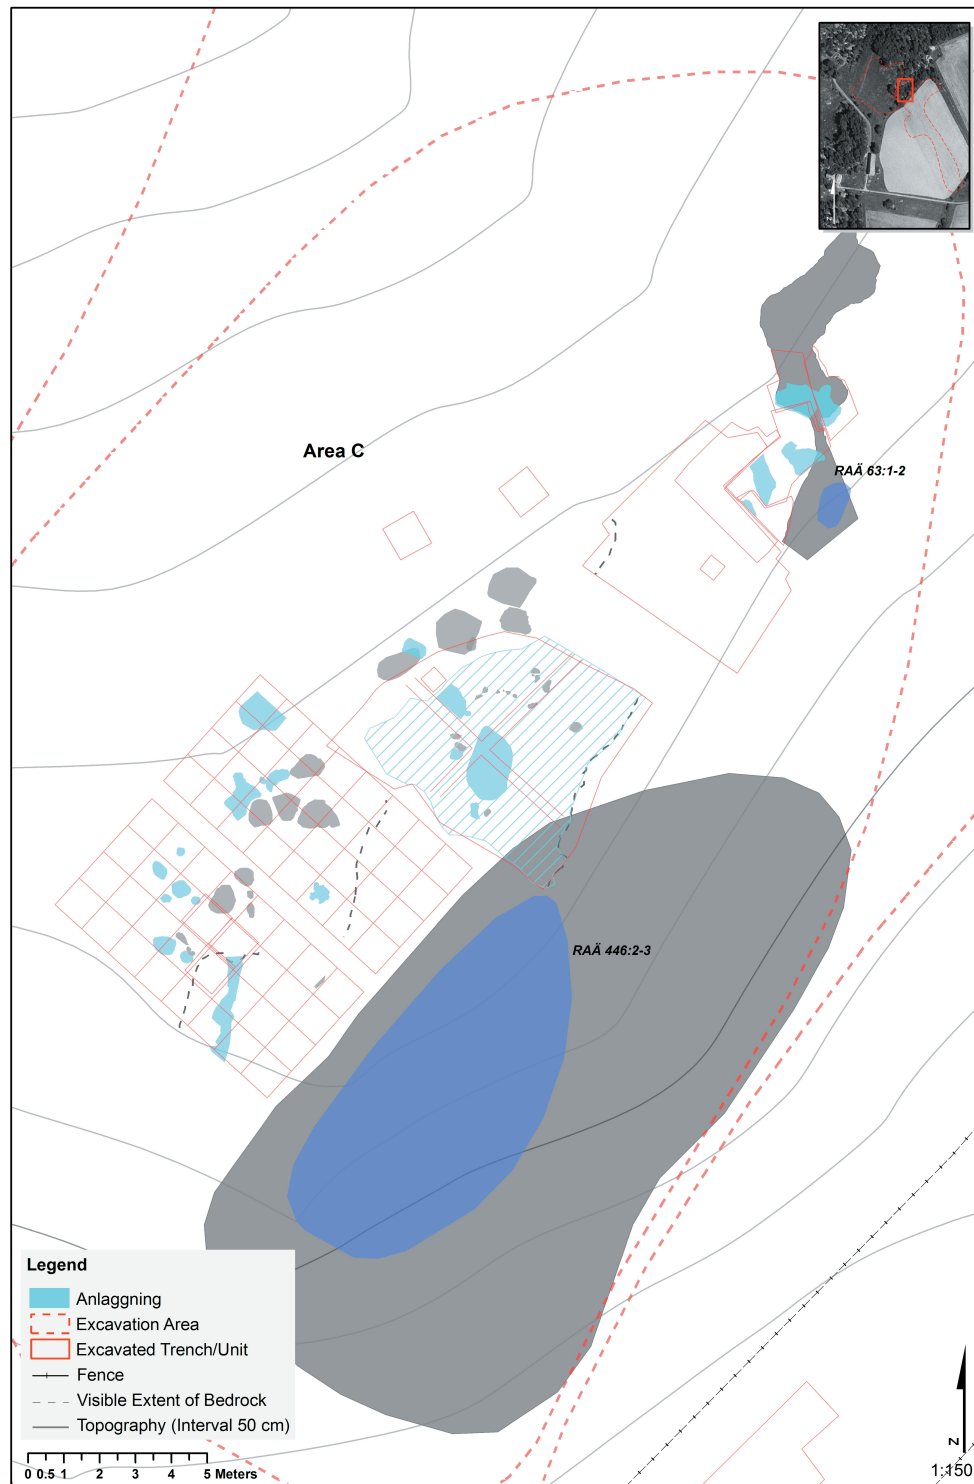 Area C
RAÄ 63:1-2
RAÄ 446:2-3
Legend
Anlaggning
Excavation Area
Excavated Trench/Unit
Fence
Visible Extent of Bedrock
Topography (Interval 50 cm)
0 0.5 1 2 3 4 5 Meters
N
1:150